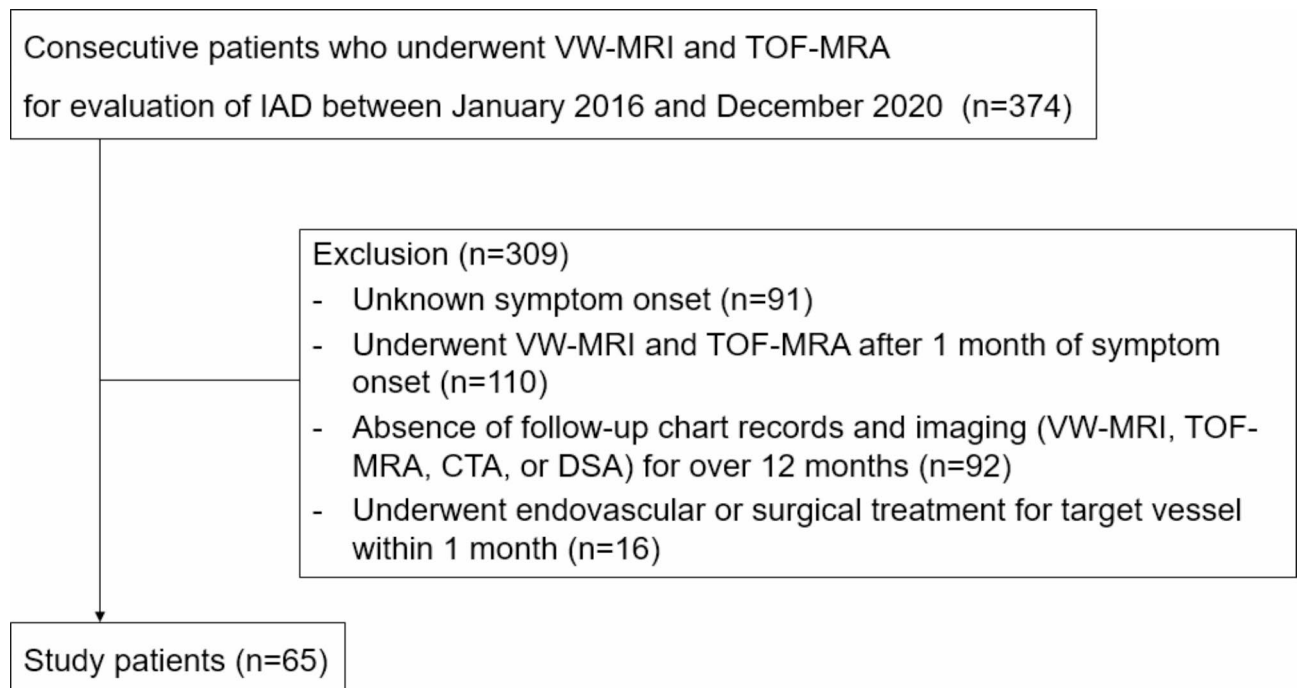 Consecutive patients who underwent VW-MRI and TOF-MRA
for evaluation of IAD between January 2016 and December 2020 (n=374)
Exclusion (n=309)
- Unknown symptom onset (n=91)
- Underwent VW-MRI and TOF-MRA after 1 month of symptom
onset (n=110)
- Absence of follow-up chart records and imaging (VW-MRI, TOF-
MRA, CTA, or DSA) for over 12 months (n=92)
- Underwent endovascular or surgical treatment for target vessel
within 1 month (n=16)
Study patients (n=65)